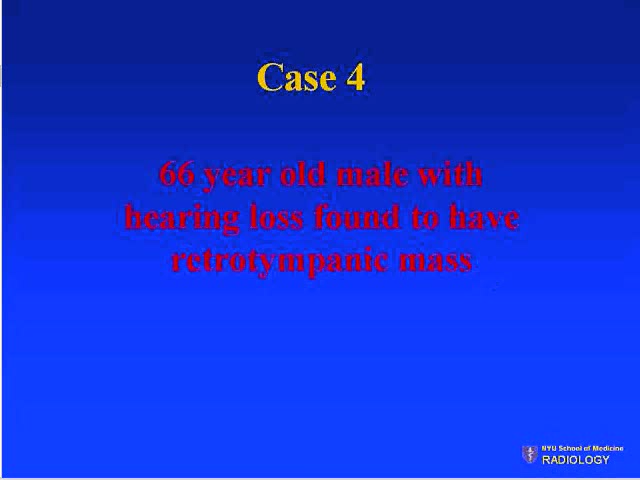 Case 4
66 year old male with
hearing loss found to have
retrotympanic mass
NYU School of Medicine
RADIOLOGY